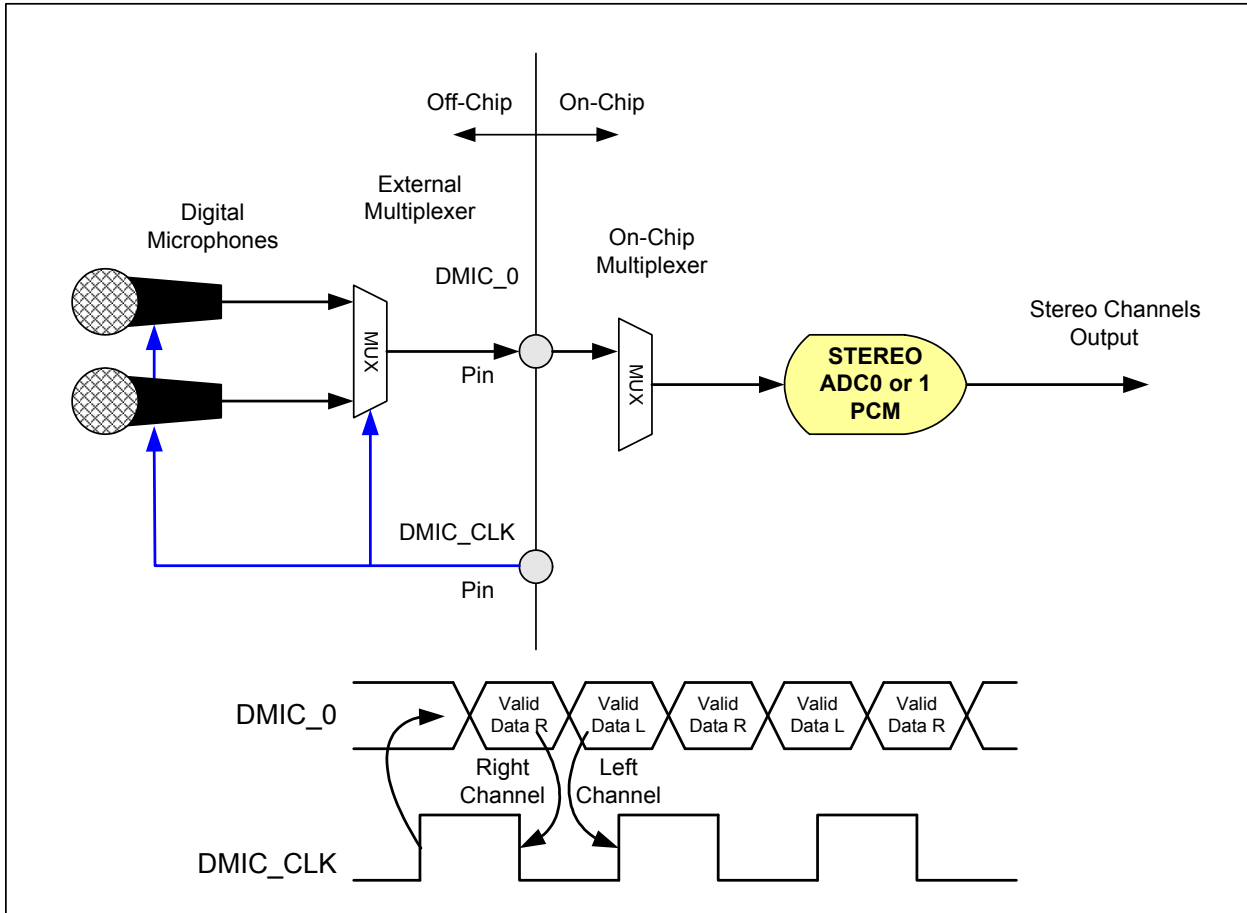 Off-Chip
On-Chip
External
Multiplexer
Digital
Microphones
On-Chip
Multiplexer
DMIC_0
Stereo Channels
Output
MUX
Pin
MUX
STEREO
ADC0 or 1
PCM
DMIC_CLK
Pin
DMIC_0
Valid
Data R
Valid
Data L
Valid
Data R
Valid
Data L
Valid
Data R
Right
Channel
Left
Channel
DMIC_CLK